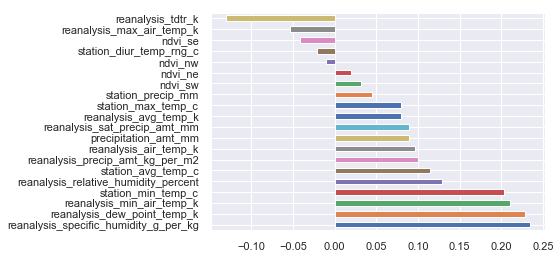 reanalysis_tdtr_k
reanalysis_max_air_temp_k
ndvi_se
station_diur_temp_rng_c
ndvi_nw
ndvi_ne
ndvi_sw
station_precip_mm
station_max_temp_c
reanalysis_avg_temp_k
reanalysis_sat_precip_amt_mm
precipitation_amt_mm
reanalysis_air_temp_k
reanalysis_precip_amt_kg_per_m2
station_avg_temp_c
reanalysis_relative_humidity_percent
station_min_temp_c
reanalysis_min_air_temp_k
reanalysis_dew_point_temp_k
reanalysis_specific_humidity_g_per_kg
−0.10 −0.05 0.00 0.05 0.10 0.15 0.20 0.25